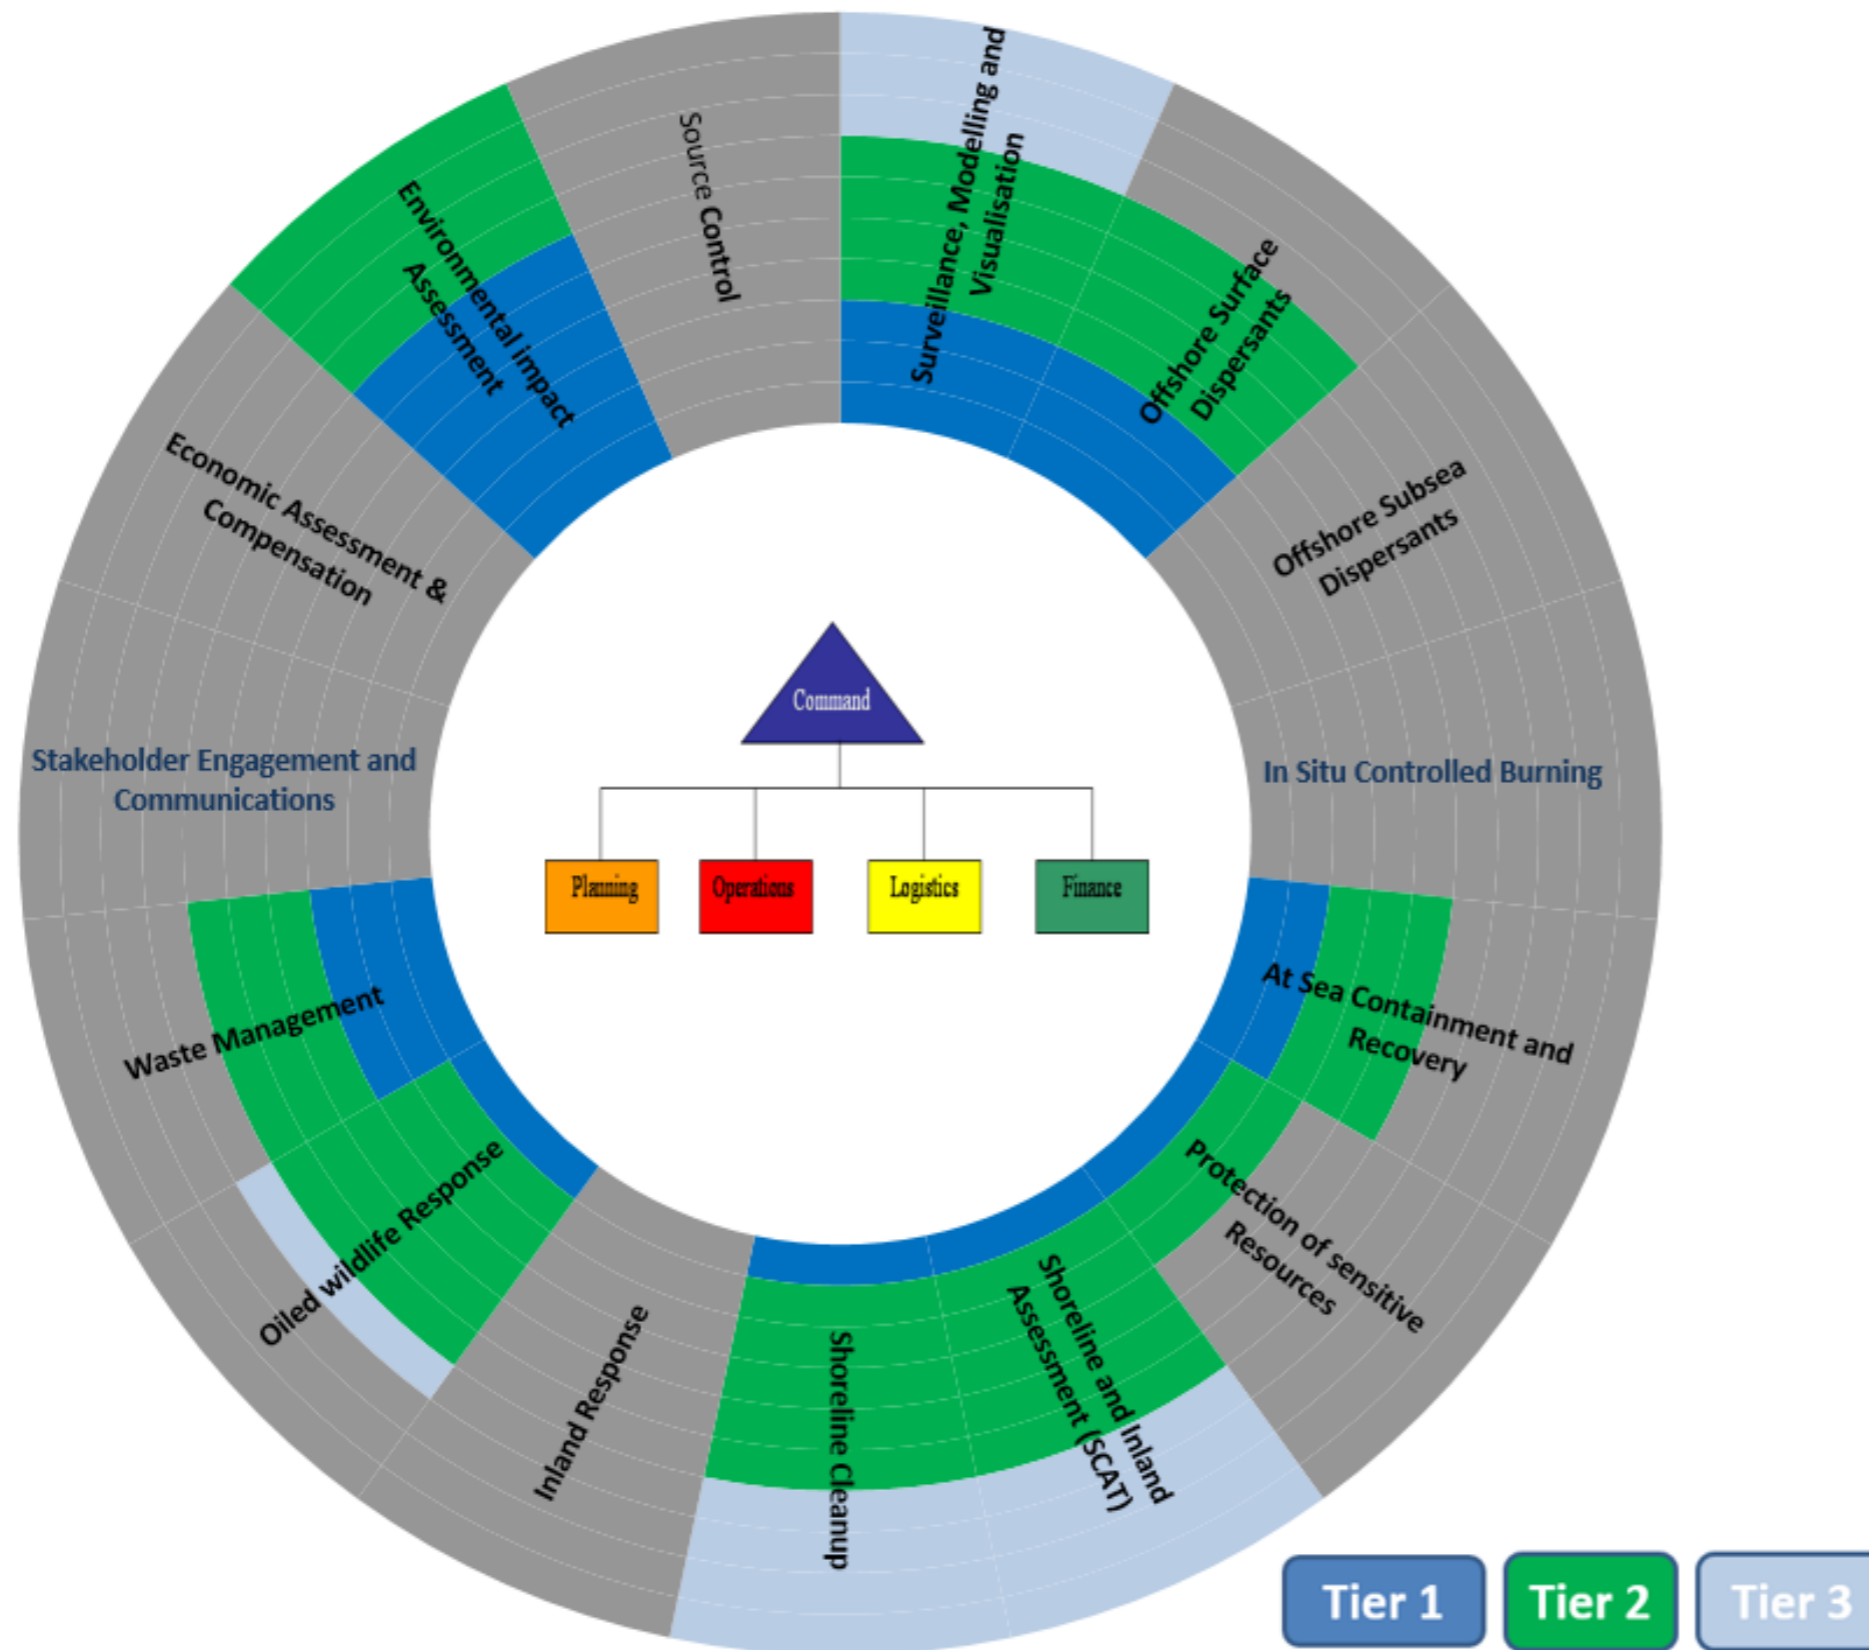 Surveillance, Modelling and
Visualisation
Offshore Surface
Dispersants
Offshore Subsea
Dispersants
In Situ Controlled Burning
At Sea Containment and
Recovery
Protection of sensitive
Resources
Shoreline and Inland
Assessment (SCAT)
Shoreline Cleanup
Inland Response
Oiled wildlife Response
Waste Management
Stakeholder Engagement and
Communications
Economic Assessment &
Compensation
Environmental impact
Assessment
Source Control
Command
Planning
Operations
Logistics
Finance
Tier 1
Tier 2
Tier 3